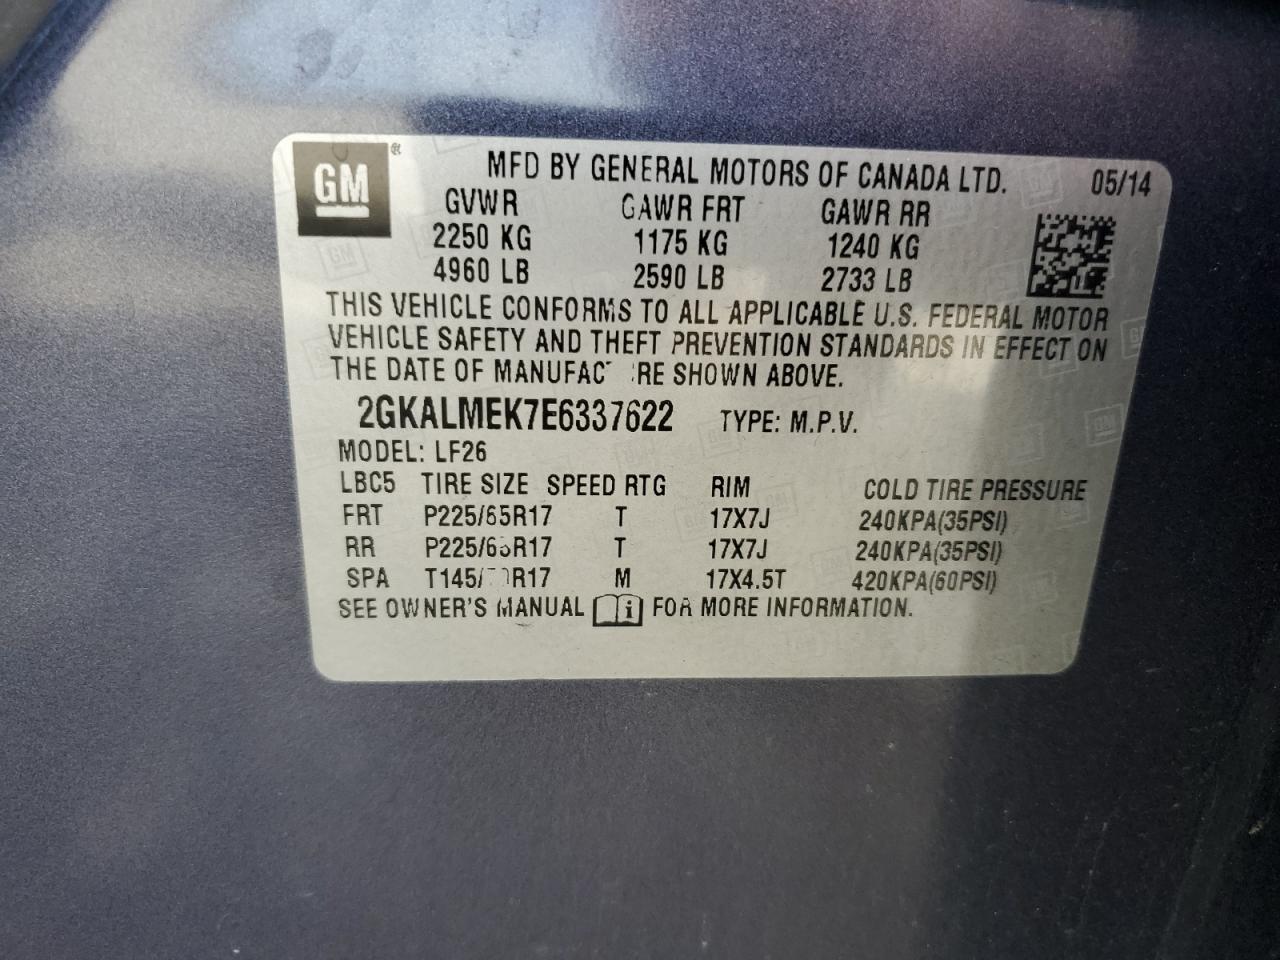 GM ®
MFD BY GENERAL MOTORS OF CANADA LTD. 05/14
GVWR GAWR FRT GAWR RR
2250 KG 1175 KG 1240 KG
4960 LB 2590 LB 2733 LB
THIS VEHICLE CONFORMS TO ALL APPLICABLE U.S. FEDERAL MOTOR
VEHICLE SAFETY AND THEFT PREVENTION STANDARDS IN EFFECT ON
THE DATE OF MANUFACTURE SHOWN ABOVE.
2GKALMEK7E6337622 TYPE: M.P.V.
MODEL: LF26
LBC5 TIRE SIZE SPEED RTG RIM COLD TIRE PRESSURE
FRT P225/65R17 T 17X7J 240KPA(35PSI)
RR P225/65R17 T 17X7J 240KPA(35PSI)
SPA M 17X4.5T 420KPA(60PSI)
SEE OWNER'S MANUAL FOR MORE INFORMATION.